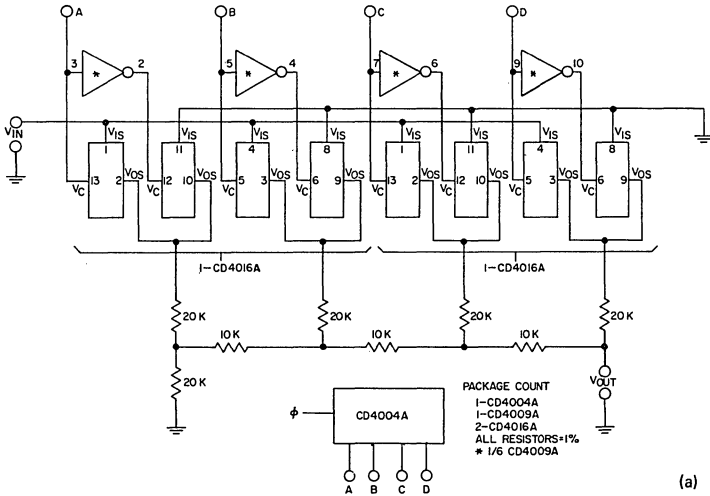 A B C D
3 * 2 5 * 4 7 * 6 9 * 10
VIN
VIS VIS VIS VIS VIS VIS VIS VIS
1 11 4 8 1 11 4 8
13 2 VOS 12 10 VOS 5 3 VOS 6 9 VOS 13 2 VOS 12 10 VOS 5 3 VOS 6 9 VOS
VC VC VC VC VC VC VC VC
1-CD4016A 1-CD4016A
20K 20K 20K 20K
10K 10K 10K
20K
VOUT
PACKAGE COUNT
1-CD4004A
1-CD4009A
2-CD4016A
ALL RESISTORS=1%
* 1/6 CD4009A
ϕ CD4004A
A B C D
(a)